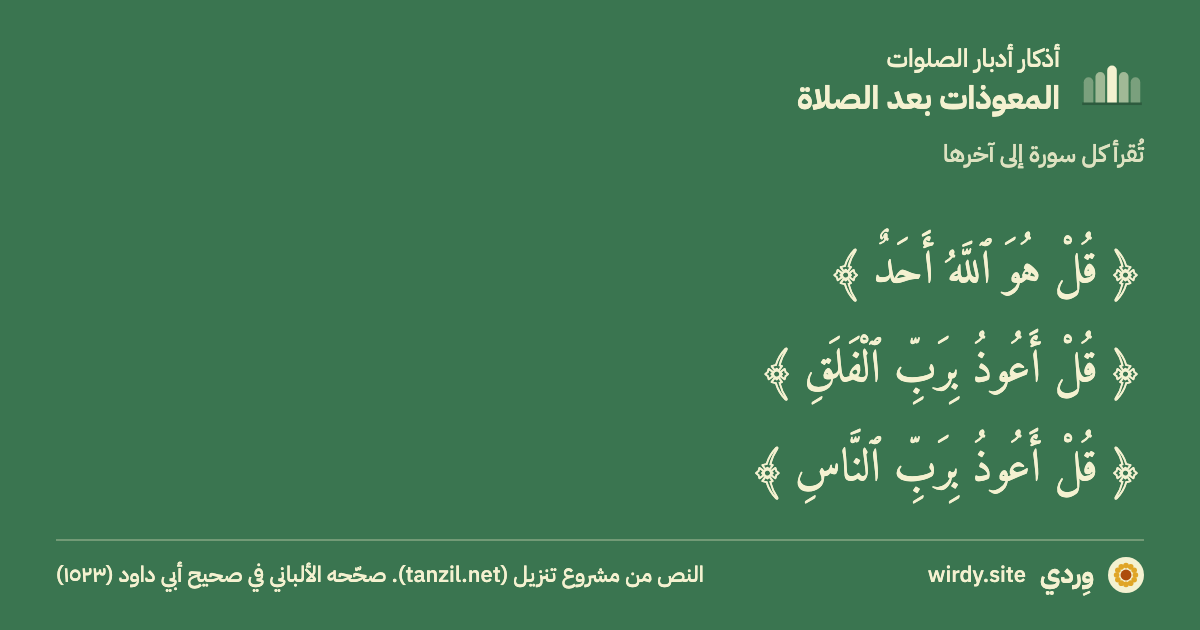 أذكار أدبار الصلوات
المعوذات بعد الصلاة
تُقرأ كل سورة إلى آخرها
﴿ قُلْ هُوَ ٱللَّهُ أَحَدٌ ﴾
﴿ قُلْ أَعُوذُ بِرَبِّ ٱلْفَلَقِ ﴾
﴿ قُلْ أَعُوذُ بِرَبِّ ٱلنَّاسِ ﴾
وِردي wirdy.site
النص من مشروع تنزيل (tanzil.net). صحّحه الألباني في صحيح أبي داود (١٥٢٣)